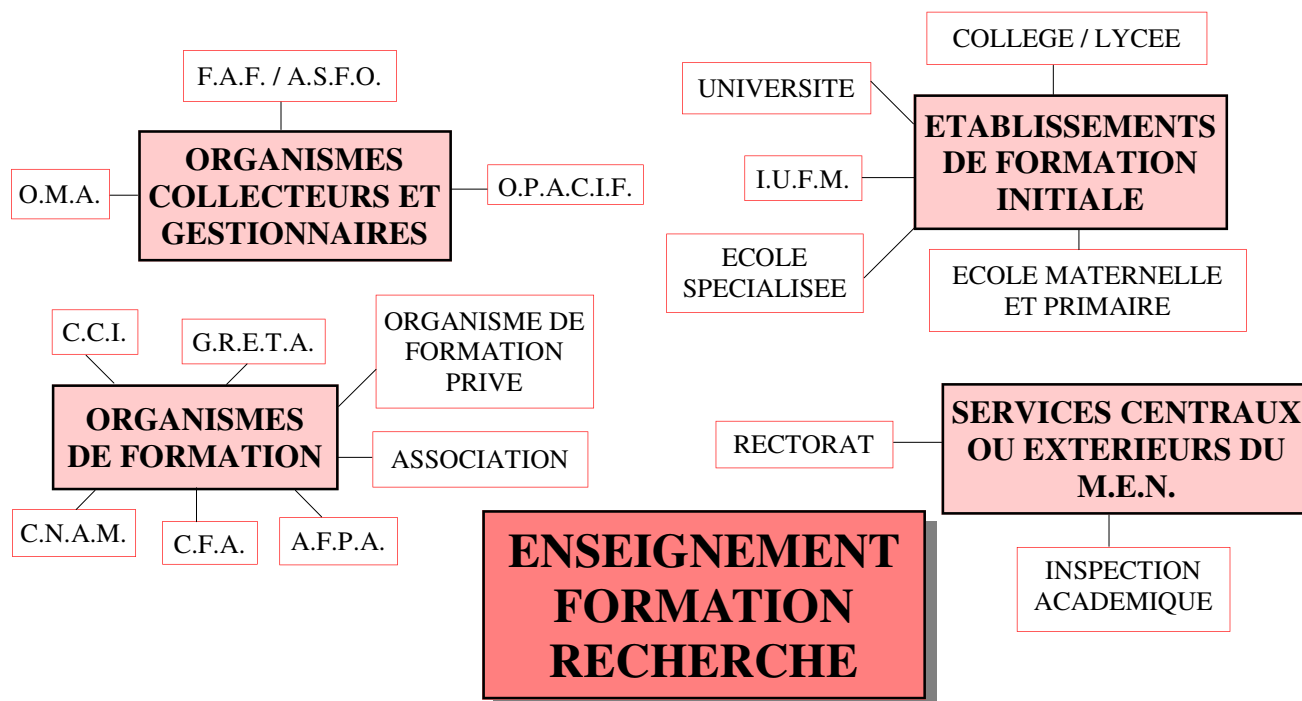 F.A.F. / A.S.F.O.
ORGANISMES
COLLECTEURS ET
GESTIONNAIRES
O.M.A.
O.P.A.C.I.F.
COLLEGE / LYCEE
UNIVERSITE
ETABLISSEMENTS
DE FORMATION
INITIALE
I.U.F.M.
ECOLE
SPECIALISEE
ECOLE MATERNELLE
ET PRIMAIRE
C.C.I.
G.R.E.T.A.
ORGANISME DE
FORMATION
PRIVE
ORGANISMES
DE FORMATION
ASSOCIATION
C.N.A.M.
C.F.A.
A.F.P.A.
RECTORAT
SERVICES CENTRAUX
OU EXTERIEURS DU
M.E.N.
INSPECTION
ACADEMIQUE
ENSEIGNEMENT
FORMATION
RECHERCHE